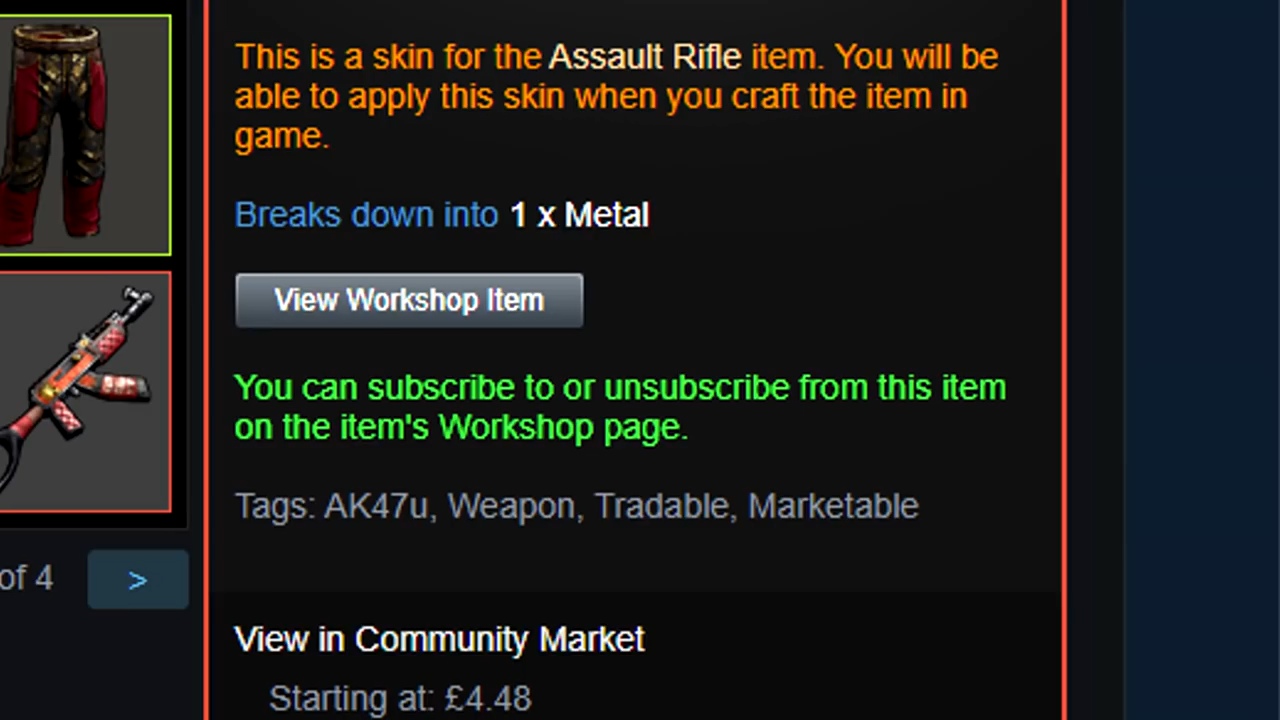 This is a skin for the Assault Rifle item. You will be
able to apply this skin when you craft the item in
game.
Breaks down into 1 x Metal
View Workshop Item
You can subscribe to or unsubscribe from this item
on the item's Workshop page.
Tags: AK47u, Weapon, Tradable, Marketable
of 4 >
View in Community Market
Starting at: £4.48